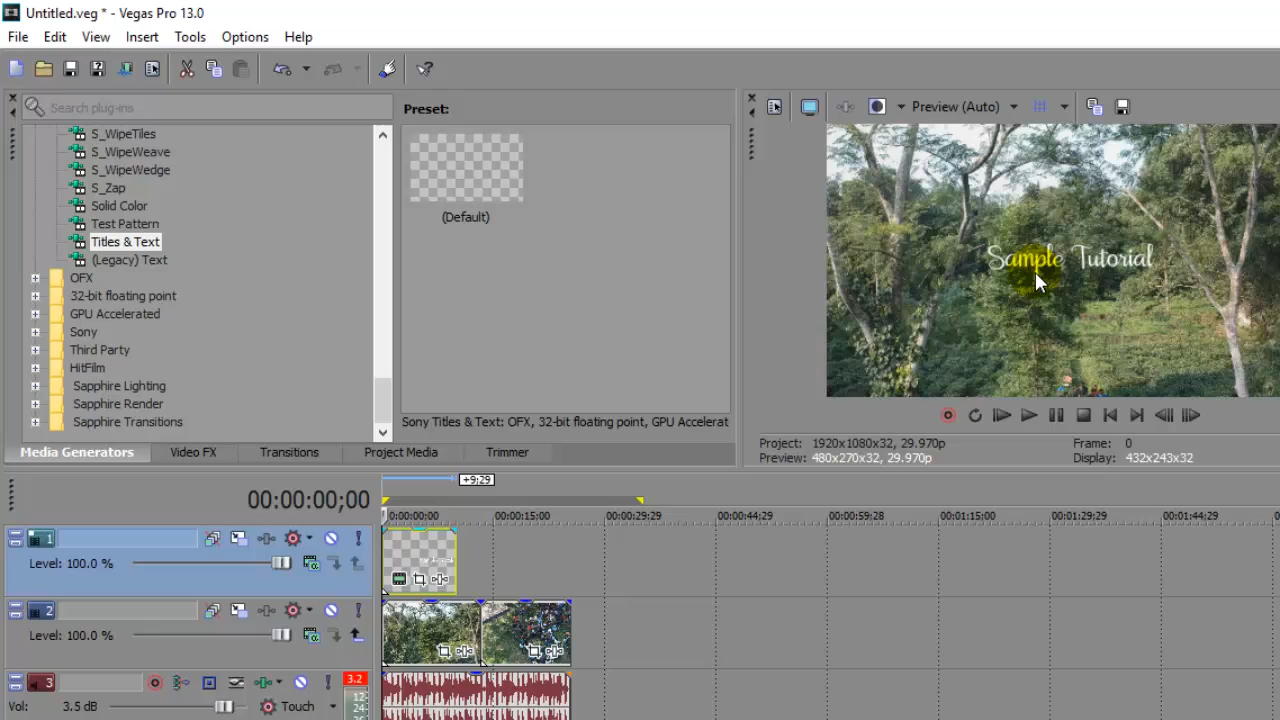 Untitled.veg * - Vegas Pro 13.0
File Edit View Insert Tools Options Help
Search plug-ins
S_WipeTiles
S_WipeWeave
S_WipeWedge
S_Zap
Solid Color
Test Pattern
Titles & Text
(Legacy) Text
OFX
32-bit floating point
GPU Accelerated
Sony
Third Party
HitFilm
Sapphire Lighting
Sapphire Render
Sapphire Transitions
Preset:
(Default)
Sony Titles & Text: OFX, 32-bit floating point, GPU Accelerat
Media Generators Video FX Transitions Project Media Trimmer
Preview (Auto)
Sample Tutorial
Project: 1920x1080x32, 29.970p Frame: 0
Preview: 480x270x32, 29.970p Display: 432x243x32
+9;29
00:00:00;00
0:00:00;00 00:00:15;00 00:00:29;29 00:00:44;29 00:00:59;28 00:01:15;00 00:01:29;29 00:01:44;29 00
1
Level: 100.0 %
2
Level: 100.0 %
3
3.2
12
24
Vol: 3.5 dB Touch